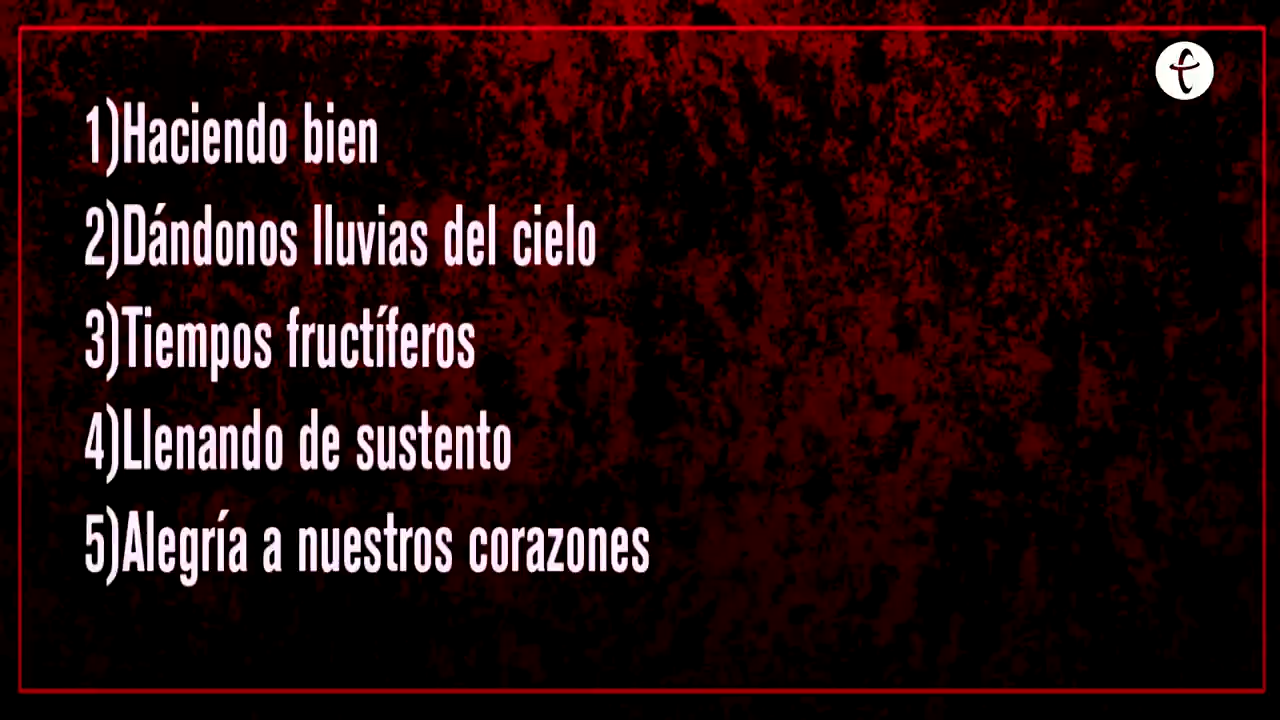 1)Haciendo bien
2)Dándonos lluvias del cielo
3)Tiempos fructíferos
4)Llenando de sustento
5)Alegría a nuestros corazones